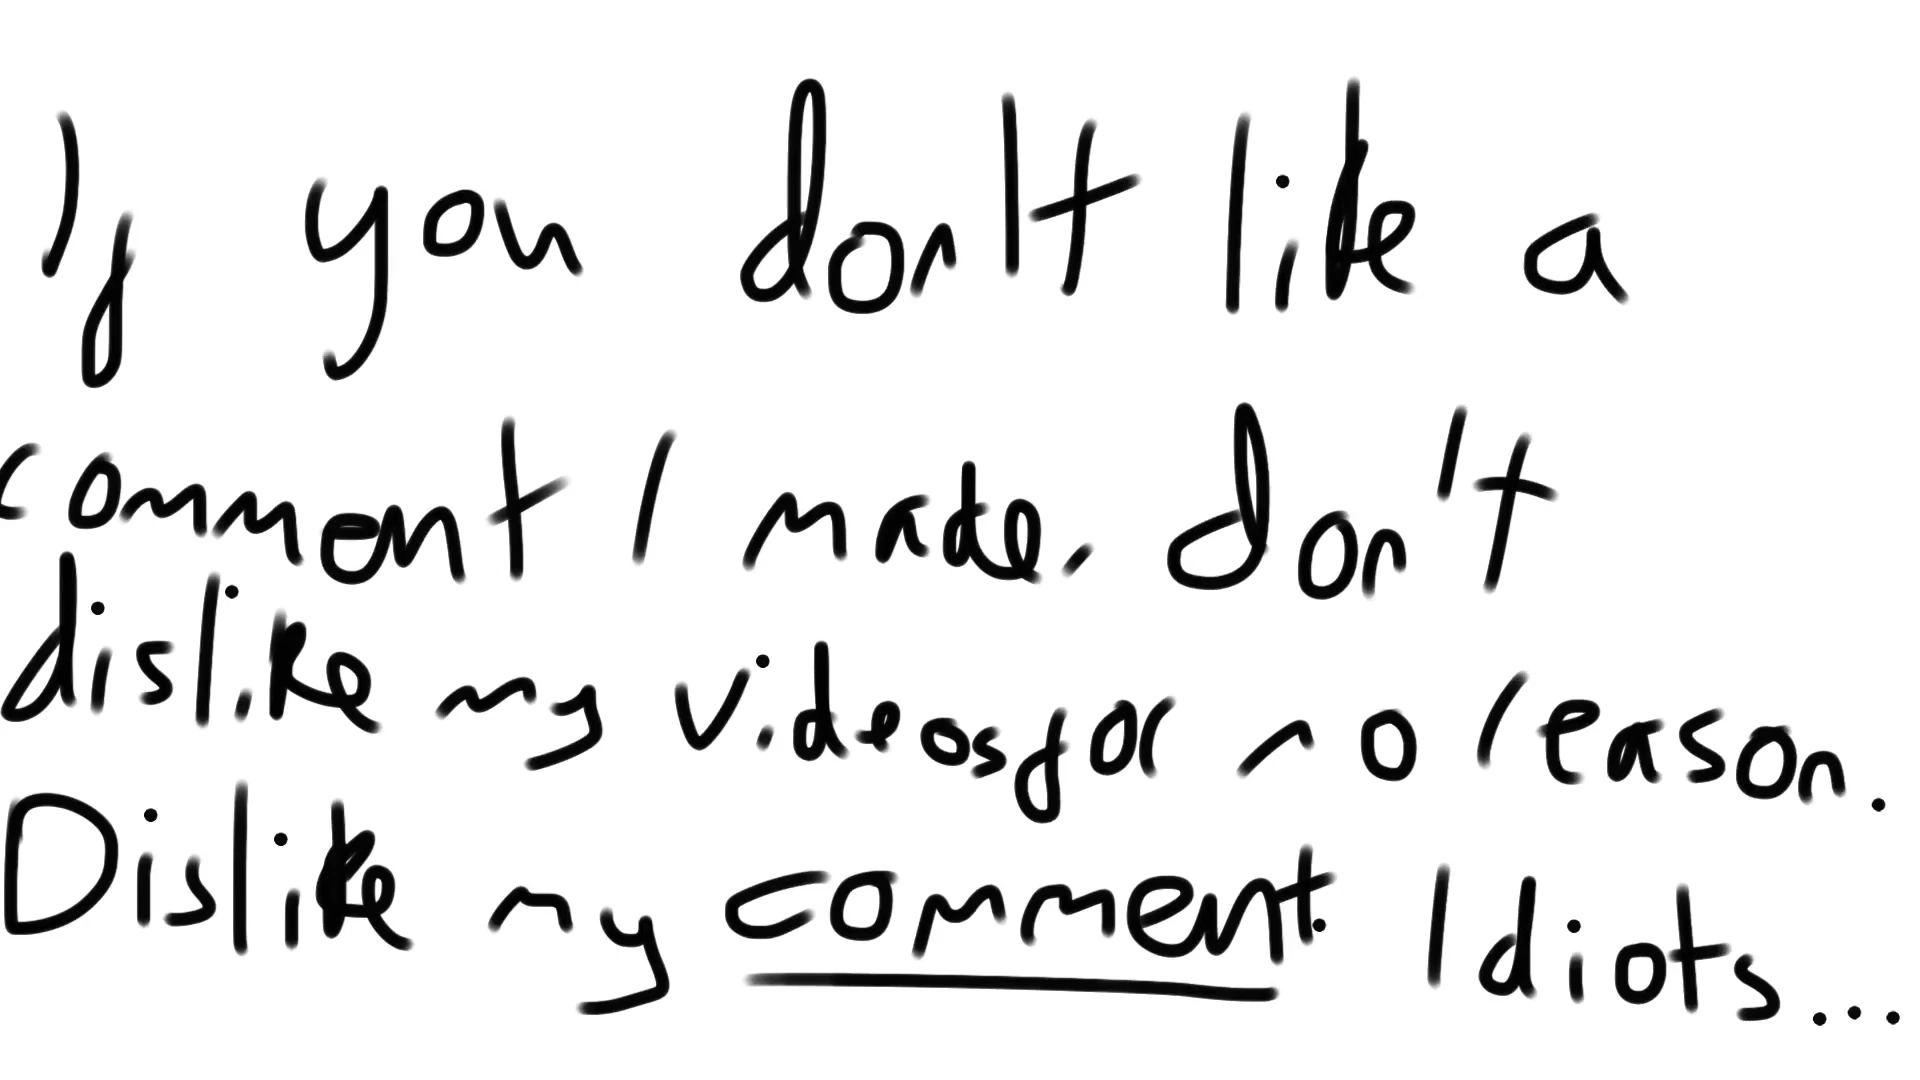 If you don't like a
comment I made, don't
dislike my videos for no reason.
Dislike my comment. Idiots...